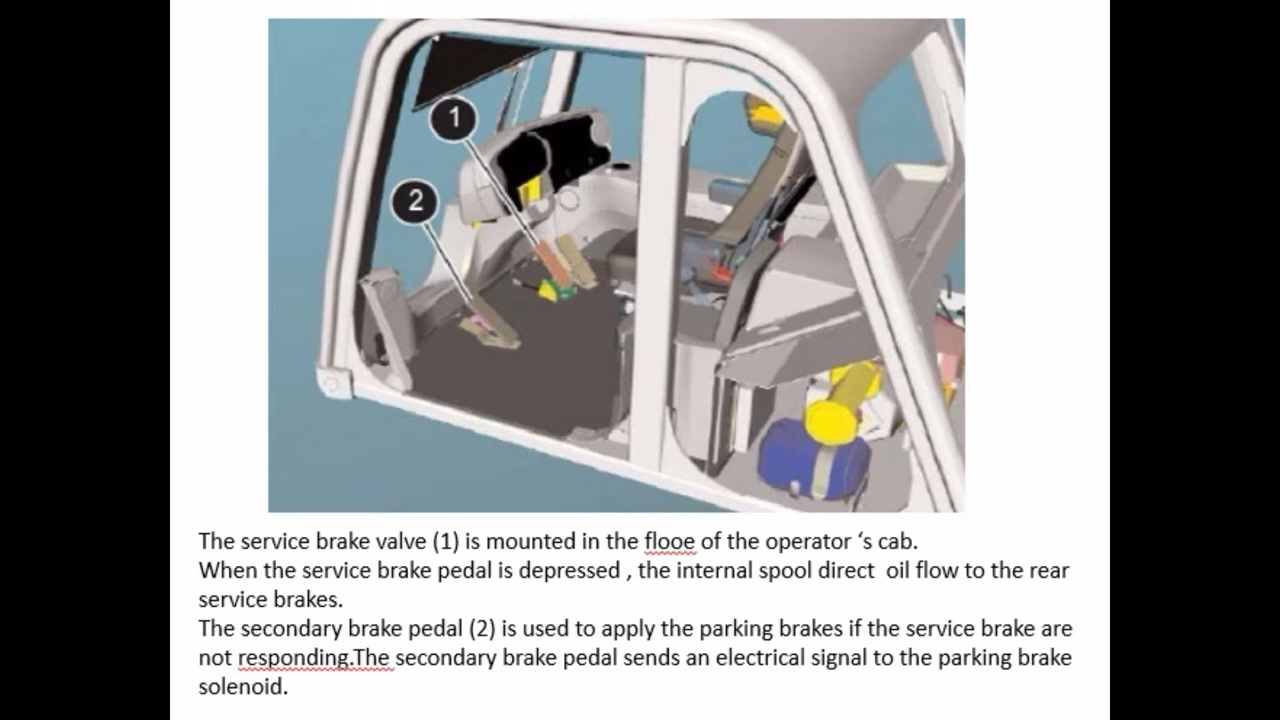 1
2
The service brake valve (1) is mounted in the flooe of the operator ‘s cab.
When the service brake pedal is depressed , the internal spool direct  oil flow to the rear
service brakes.
The secondary brake pedal (2) is used to apply the parking brakes if the service brake are
not responding.The secondary brake pedal sends an electrical signal to the parking brake
solenoid.